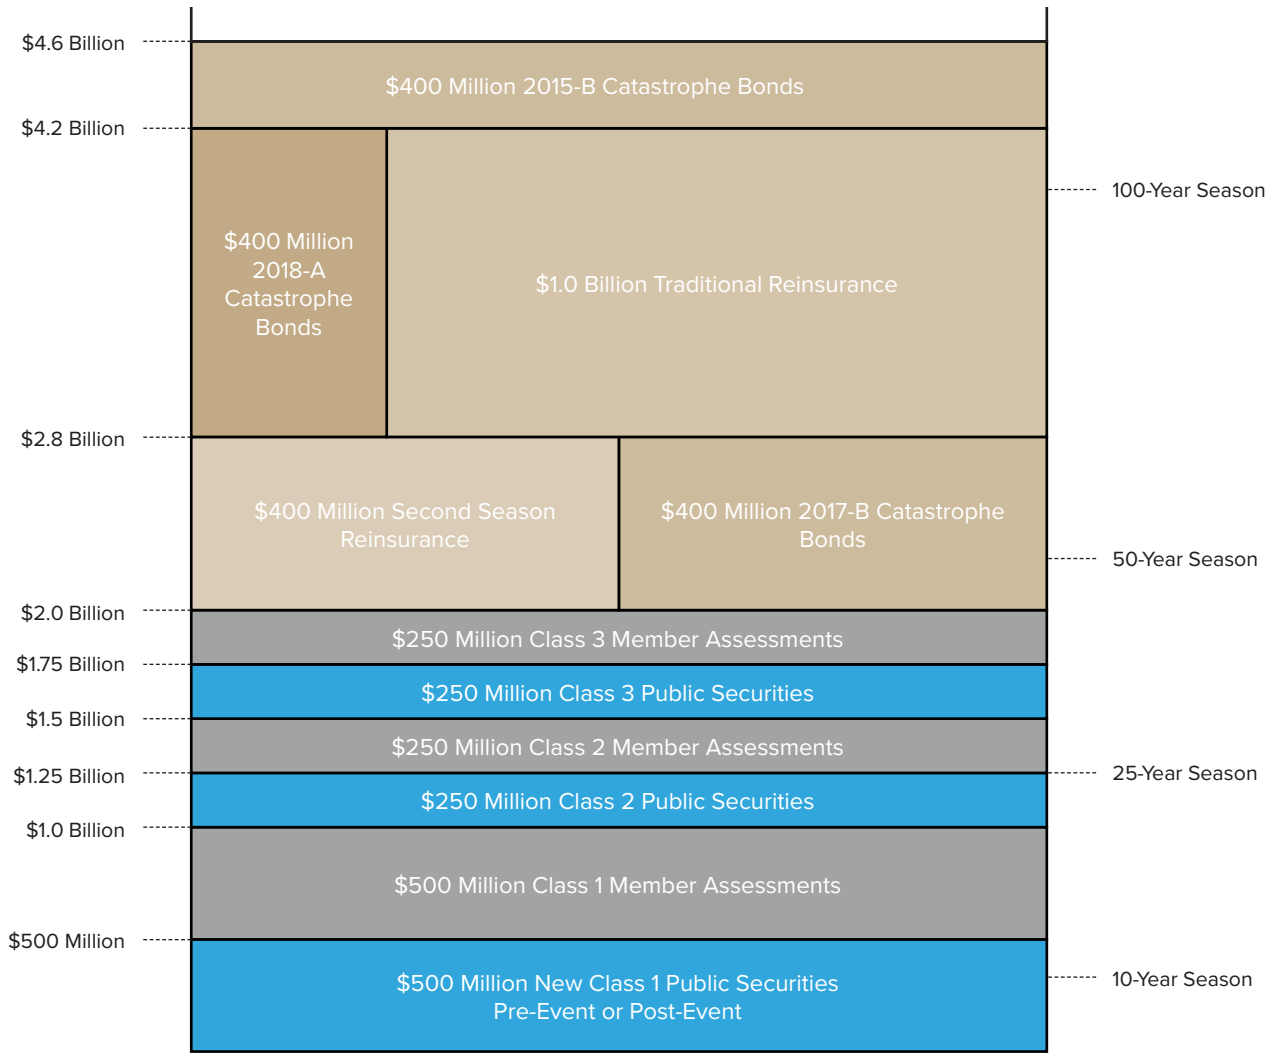 $4.6 Billion
$400 Million 2015-B Catastrophe Bonds
$4.2 Billion
100-Year Season
$400 Million
2018-A
Catastrophe
Bonds
$1.0 Billion Traditional Reinsurance
$2.8 Billion
$400 Million Second Season
Reinsurance
$400 Million 2017-B Catastrophe
Bonds
50-Year Season
$2.0 Billion
$250 Million Class 3 Member Assessments
$1.75 Billion
$250 Million Class 3 Public Securities
$1.5 Billion
$250 Million Class 2 Member Assessments
$1.25 Billion
25-Year Season
$250 Million Class 2 Public Securities
$1.0 Billion
$500 Million Class 1 Member Assessments
$500 Million
$500 Million New Class 1 Public Securities
Pre-Event or Post-Event
10-Year Season